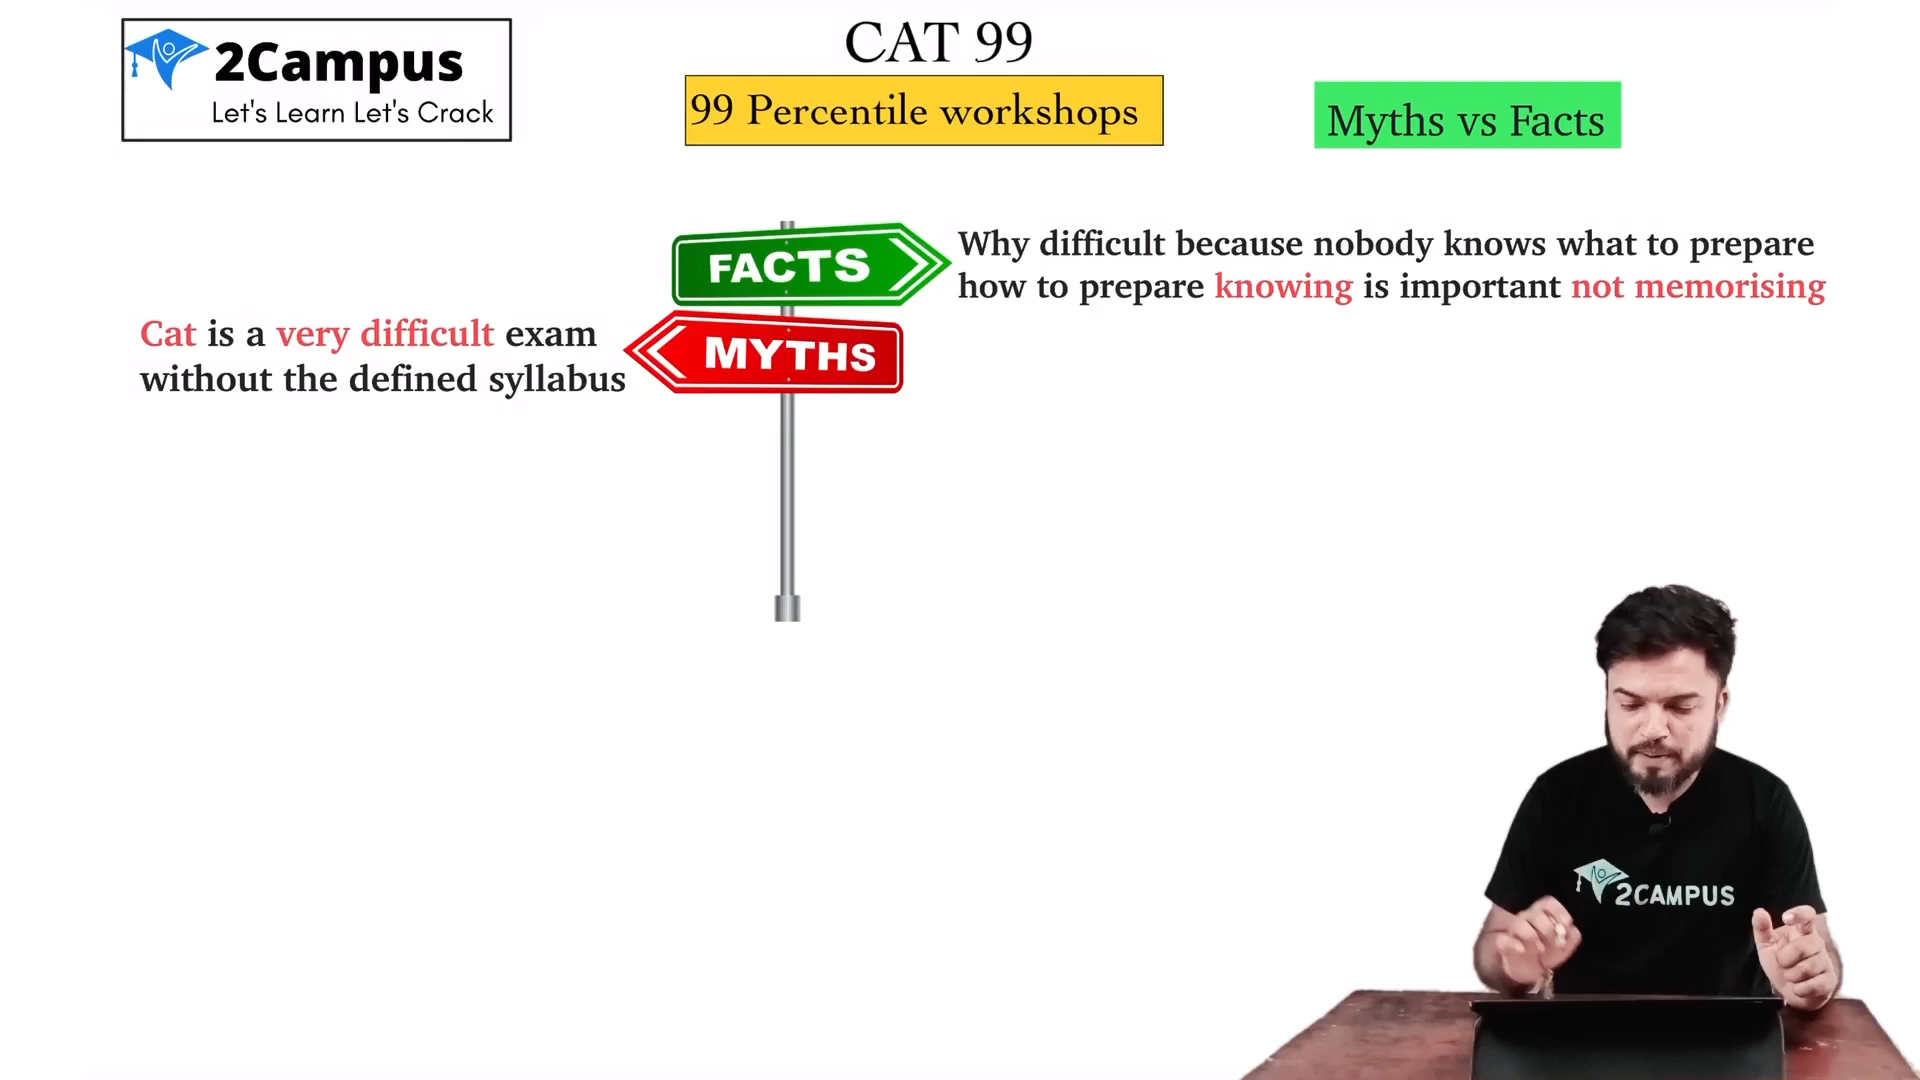 2Campus
Let's Learn Let's Crack
CAT 99
99 Percentile workshops
Myths vs Facts
FACTS
Why difficult because nobody knows what to prepare
how to prepare knowing is important not memorising
MYTHS
Cat is a very difficult exam
without the defined syllabus
2CAMPUS